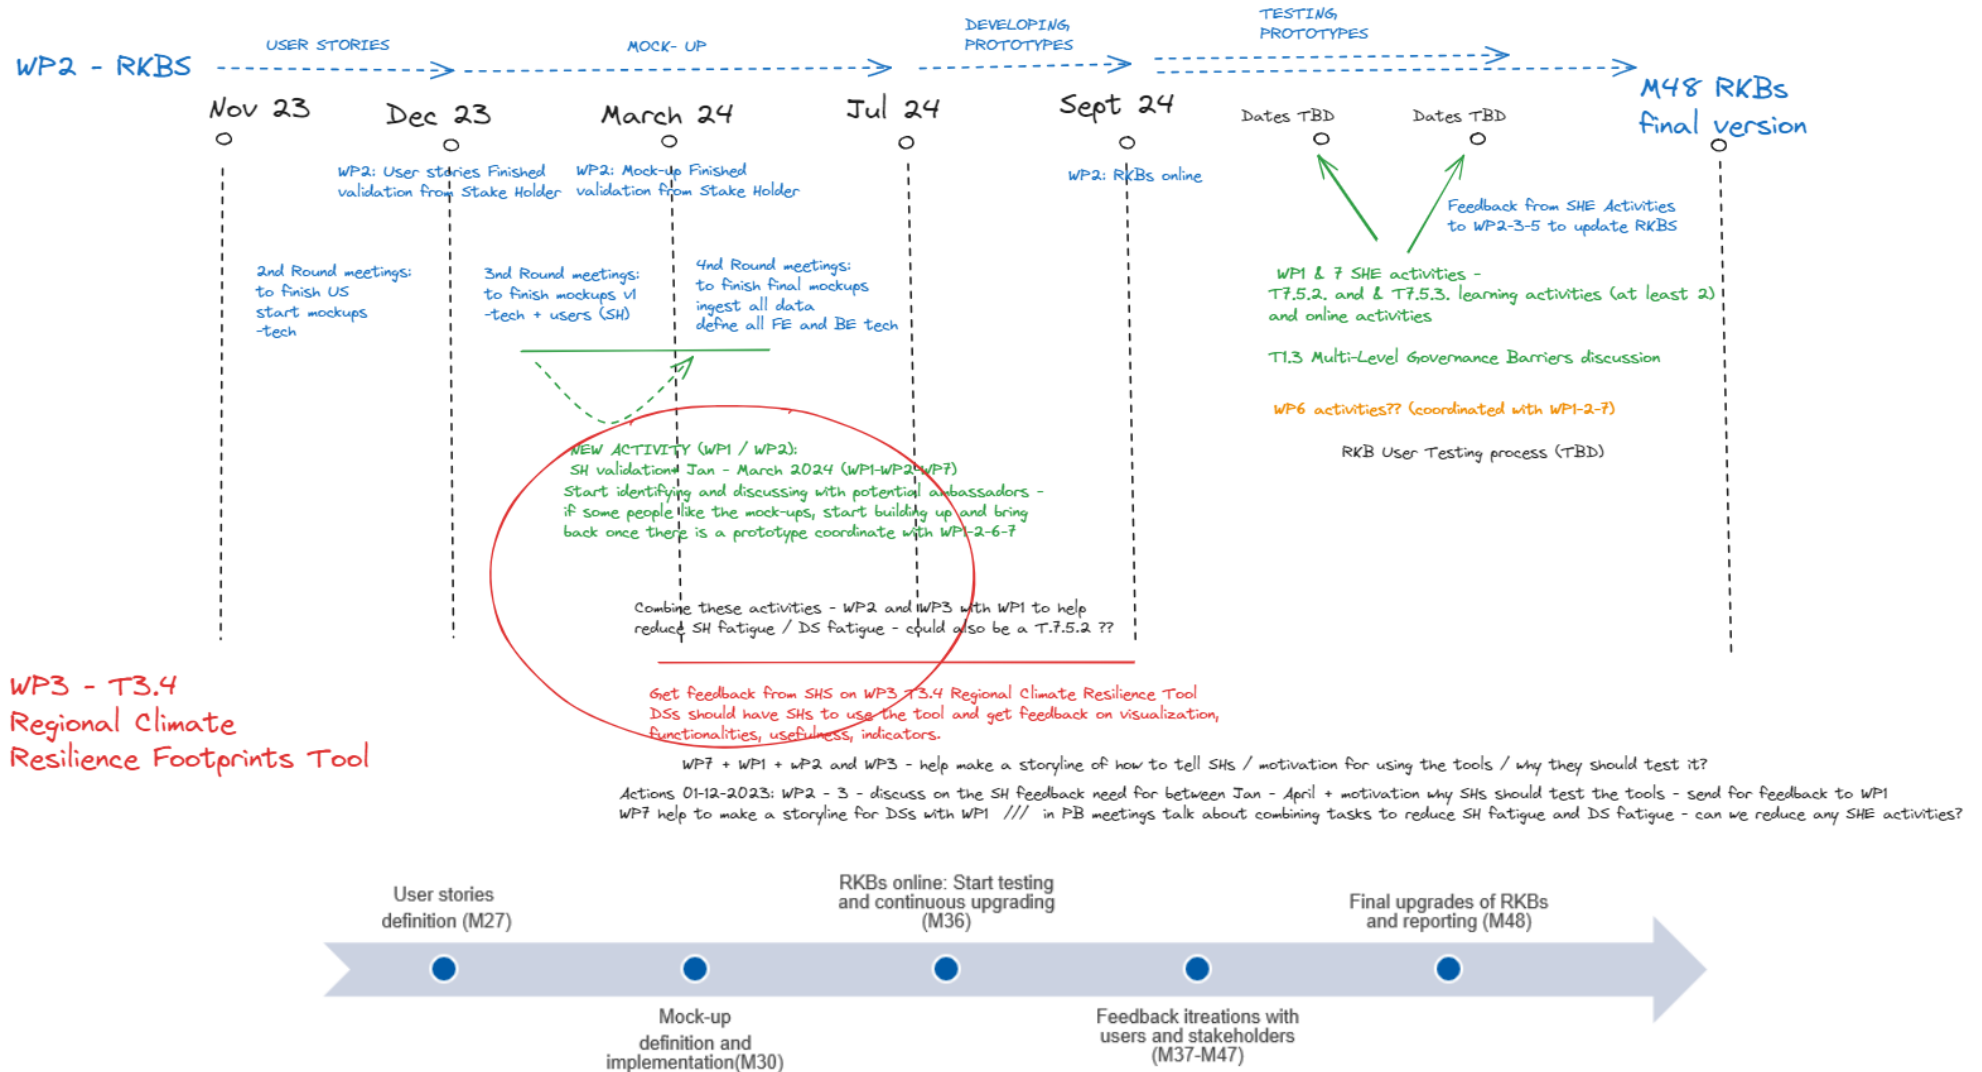 WP2 - RKBS
USER STORIES
MOCK- UP
DEVELOPING,
PROTOTYPES
TESTING,
PROTOTYPES
Nov 23
Dec 23
March 24
Jul 24
Sept 24
Dates TBD
Dates TBD
M48 RKBs
final version
WP2: User stories Finished
validation from Stake Holder
WP2: Mock-up Finished
validation from Stake Holder
WP2: RKBs online
Feedback from SHE Activities
to WP2-3-5 to update RKBS
2nd Round meetings:
to finish US
start mockups
-tech
3nd Round meetings:
to finish mockups v1
-tech + users (SH)
4nd Round meetings:
to finish final mockups
ingest all data
defne all FE and BE tech
WP1 & 7 SHE activities -
T7.5.2. and & T7.5.3. learning activities (at least 2)
and online activities
T1.3 Multi-Level Governance Barriers discussion
WP6 activities?? (coordinated with WP1-2-7)
RKB User Testing process (TBD)
NEW ACTIVITY (WP1 / WP2):
SH validation+ Jan - March 2024 (WP1-WP2-WP7)
Start identifying and discussing with potential ambassadors -
if some people like the mock-ups, start building up and bring
back once there is a prototype coordinate with WP1-2-6-7
Combine these activities - WP2 and WP3 with WP1 to help
reduce SH fatigue / DS fatigue - could also be a T.7.5.2 ??
WP3 - T3.4
Regional Climate
Resilience Footprints Tool
Get feedback from SHS on WP3 T3.4 Regional Climate Resilience Tool
DSs should have SHs to use the tool and get feedback on visualization,
functionalities, usefulness, indicators.
WP7 + WP1 + wP2 and WP3 - help make a storyline of how to tell SHs / motivation for using the tools / why they should test it?
Actions 01-12-2023: WP2 - 3 - discuss on the SH feedback need for between Jan - April + motivation why SHs should test the tools - send for feedback to WP1
WP7 help to make a storyline for DSs with WP1 /// in PB meetings talk about combining tasks to reduce SH fatigue and DS fatigue - can we reduce any SHE activities?
User stories
definition (M27)
RKBs online: Start testing
and continuous upgrading
(M36)
Final upgrades of RKBs
and reporting (M48)
Mock-up
definition and
implementation(M30)
Feedback itreations with
users and stakeholders
(M37-M47)